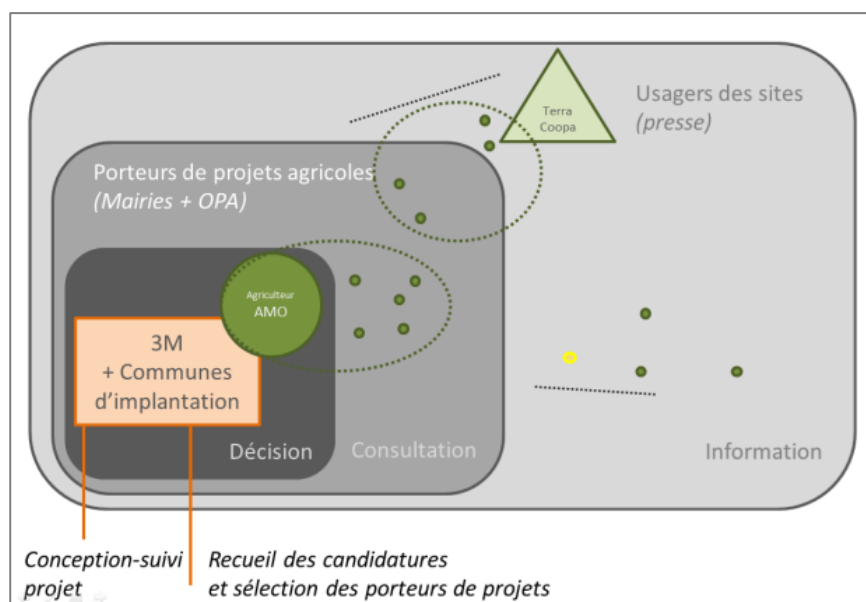 Terra
Coopa
Usagers des sites
(presse)
Porteurs de projets agricoles
(Mairies + OPA)
Agriculteur
AMO
3M
+ Communes
d'implantation
Décision
Consultation
Information
Conception-suivi
projet
Recueil des candidatures
et sélection des porteurs de projets